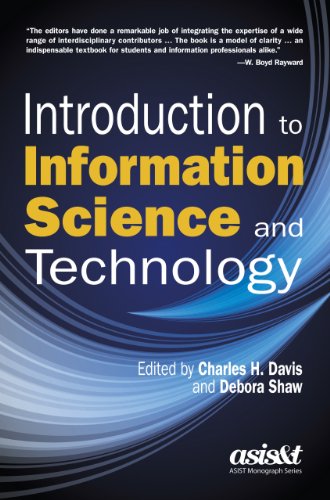 "The editors have done a remarkable job of integrating the expertise of a wide
range of interdisciplinary contributors ... The book is a model of clarity ... an
indispensable textbook for students and information professionals alike."
—W. Boyd Rayward
Introduction to
Information
Science and
Technology
Edited by Charles H. Davis
and Debora Shaw
asis&t
ASIST Monograph Series